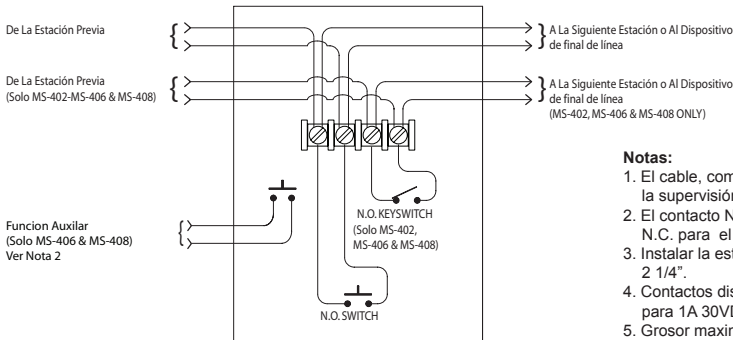 De La Estación Previa
De La Estación Previa
(Solo MS-402-MS-406 & MS-408)
Funcion Auxilar
(Solo MS-406 & MS-408)
Ver Nota 2
N.O. KEYSWITCH
(Solo MS-402,
MS-406 & MS-408)
N.O. SWITCH
A La Siguiente Estación o Al Dispositivo
de final de línea
A La Siguiente Estación o Al Dispositivo
de final de línea
(MS-402, MS-406 & MS-408 ONLY)
Notas:
1. El cable, com
la supervisión
2. El contacto N
N.C. para el
3. Instalar la est
2 1/4”.
4. Contactos dis
para 1A 30VD
5. Grosor maxin